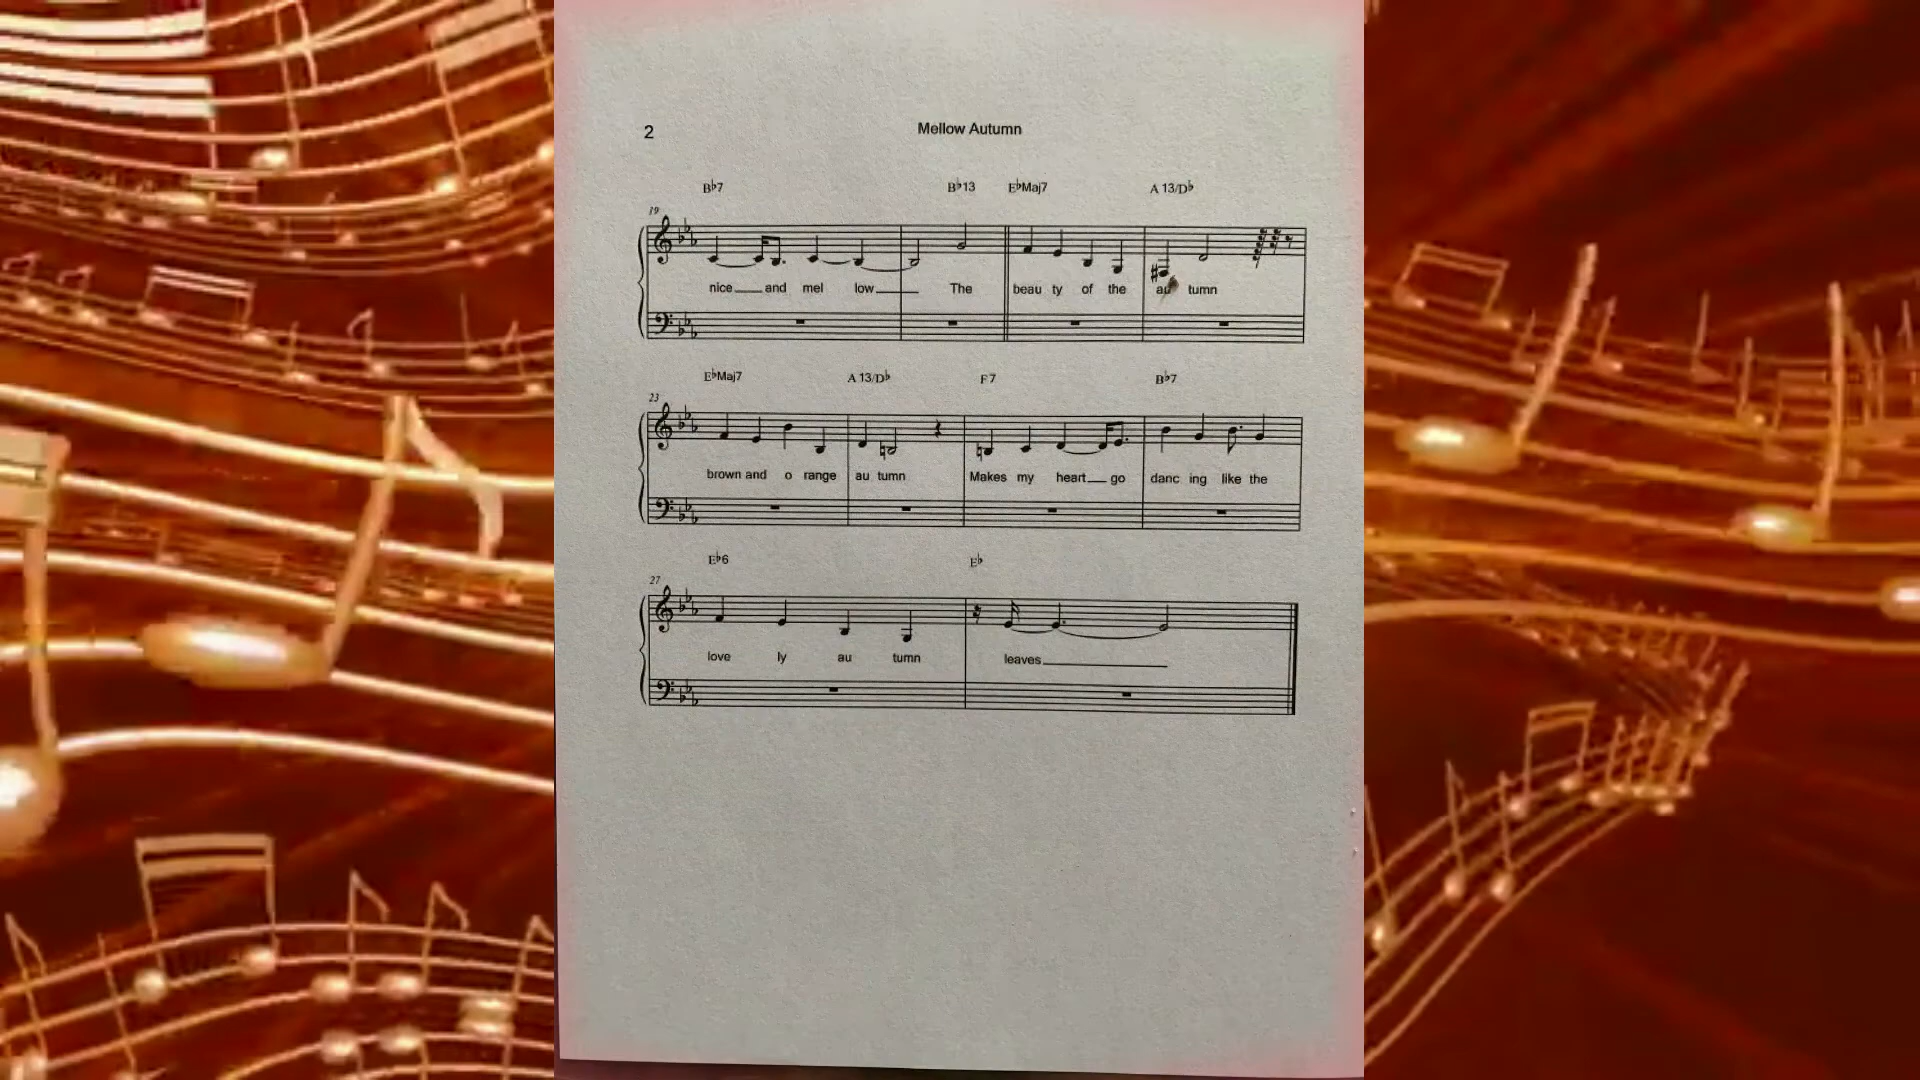 2
Mellow Autumn
B♭7 B♭13 E♭Maj7 A 13/D♭
19
nice and mel low The beau ty of the au tumn
E♭Maj7 A 13/D♭ F 7 B♭7
23
brown and o range au tumn Makes my heart go danc ing like the
E♭6 E♭
27
love ly au tumn leaves